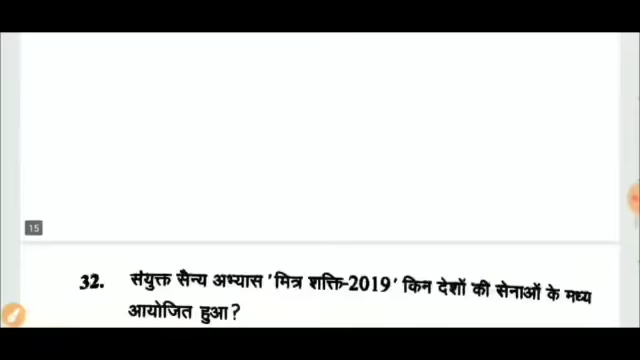 15
32. संयुक्त सैन्य अभ्यास 'मित्र शक्ति-2019' किन देशों की सेनाओं के मध्य
आयोजित हुआ?